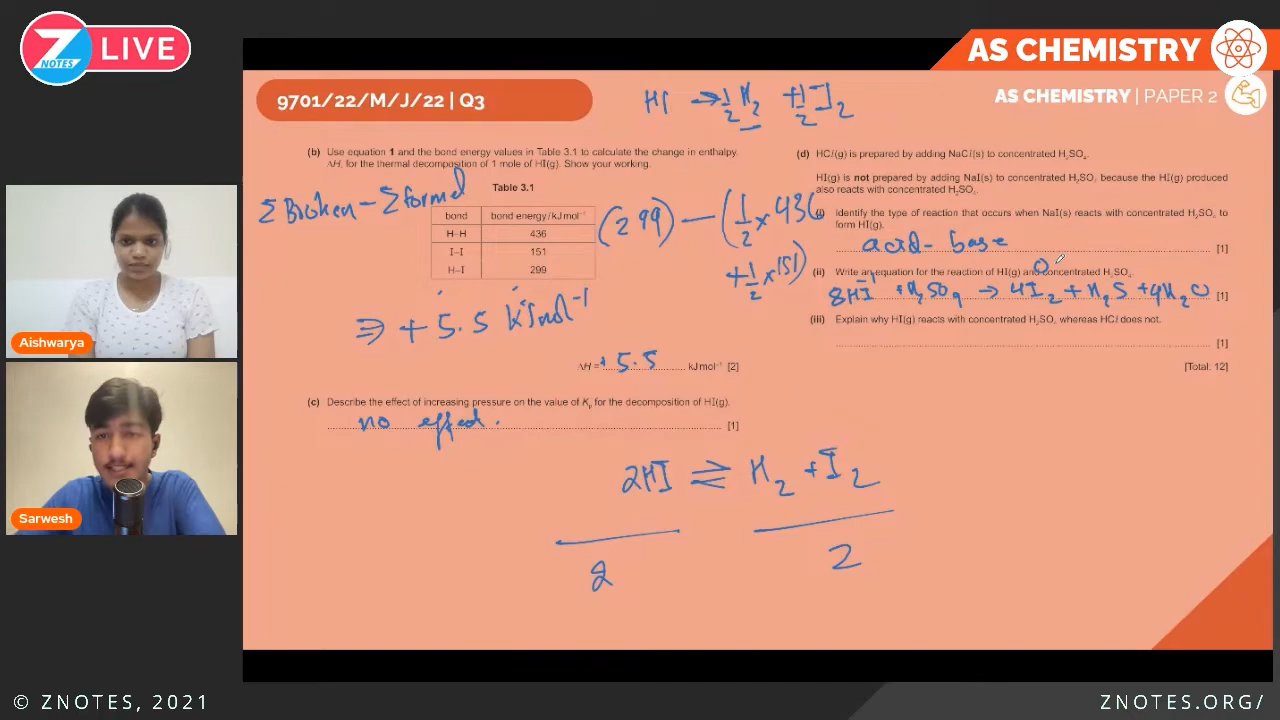 Z NOTES LIVE
AS CHEMISTRY
AS CHEMISTRY | PAPER 2
9701/22/M/J/22 | Q3
HI → 1/2 H2 + 1/2 I2
(b) Use equation 1 and the bond energy values in Table 3.1 to calculate the change in enthalpy,
ΔH, for the thermal decomposition of 1 mole of HI(g). Show your working.
Σ Broken – Σ formed
Table 3.1
bond bond energy / kJ mol⁻¹
H–H 436
I–I 151
H–I 299
(299) — (1/2 × 436
+ 1/2 × 151)
⇒ + 5.5 kJmol⁻¹
ΔH = + 5.5 kJ mol⁻¹ [2]
(c) Describe the effect of increasing pressure on the value of Kp for the decomposition of HI(g).
no effect. [1]
2HI ⇌ H2 + I2
2 2
(d) HCl(g) is prepared by adding NaCl(s) to concentrated H2SO4.
HI(g) is not prepared by adding NaI(s) to concentrated H2SO4 because the HI(g) produced
also reacts with concentrated H2SO4.
(i) Identify the type of reaction that occurs when NaI(s) reacts with concentrated H2SO4 to
form HI(g).
acid - base [1]
(ii) Write an equation for the reaction of HI(g) and concentrated H2SO4.
-1 0
8HI + H2SO4 → 4I2 + H2S + 4H2O [1]
(iii) Explain why HI(g) reacts with concentrated H2SO4 whereas HCl does not.
[1]
[Total: 12]
Aishwarya
Sarwesh
© ZNOTES, 2021
ZNOTES.ORG/